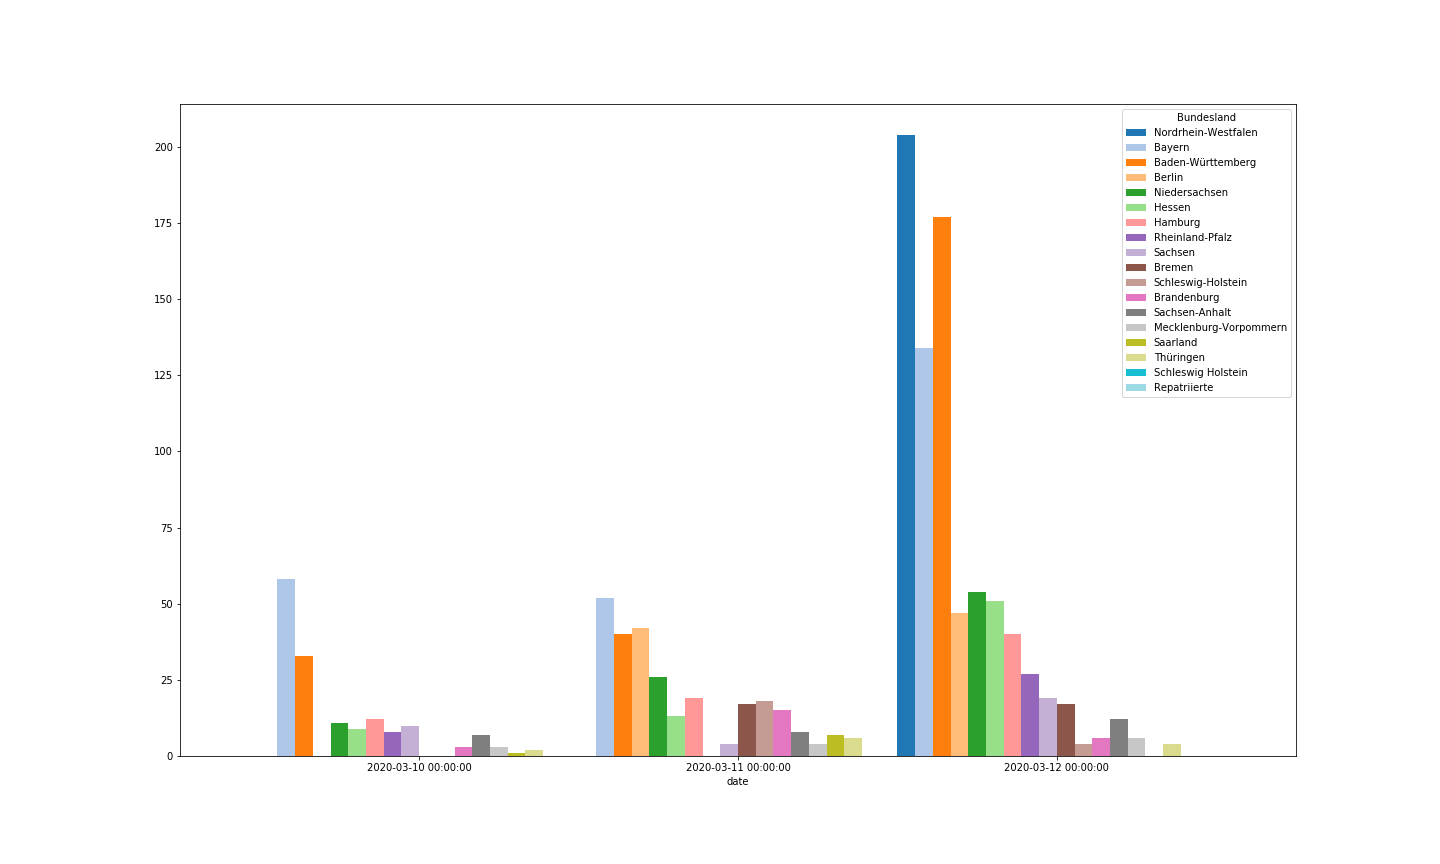 Bundesland
Nordrhein-Westfalen
Bayern
Baden-Württemberg
Berlin
Niedersachsen
Hessen
Hamburg
Rheinland-Pfalz
Sachsen
Bremen
Schleswig-Holstein
Brandenburg
Sachsen-Anhalt
Mecklenburg-Vorpommern
Saarland
Thüringen
Schleswig Holstein
Repatriierte
200
175
150
125
100
75
50
25
0
2020-03-10 00:00:00 2020-03-11 00:00:00 2020-03-12 00:00:00
date